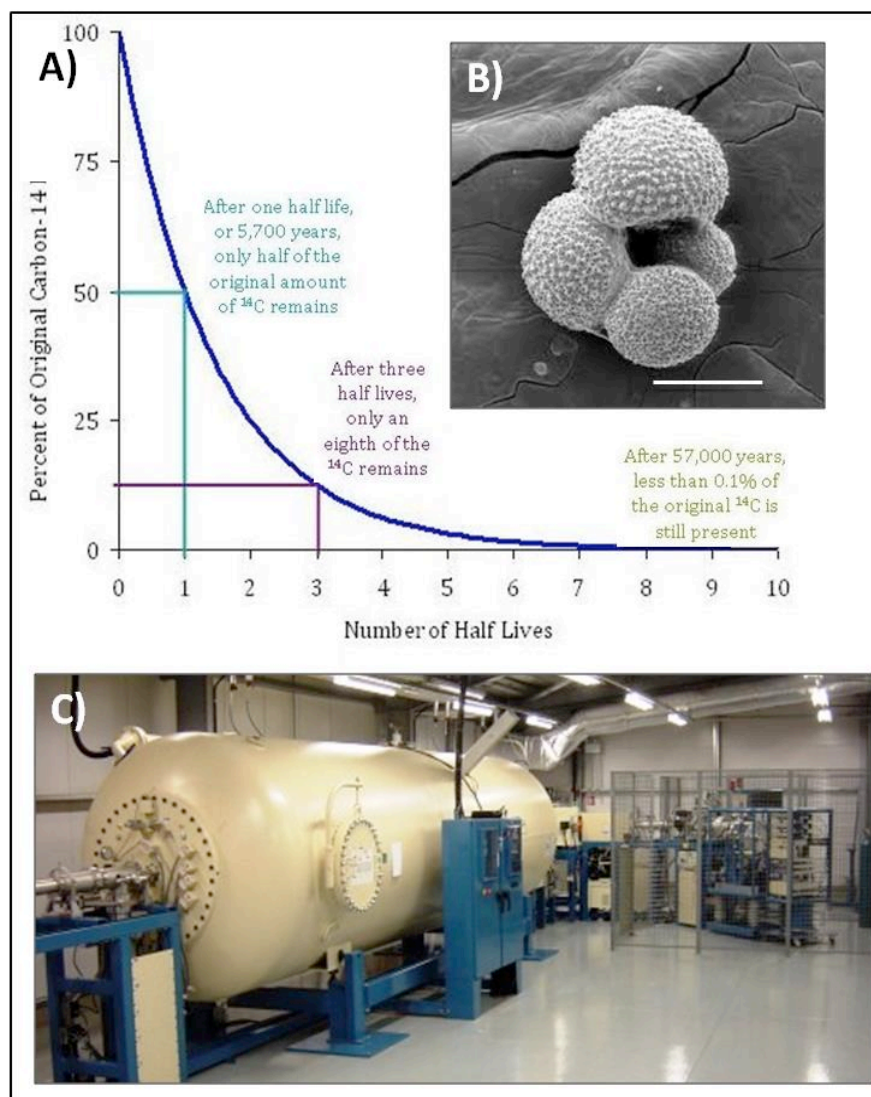 A)
B)
100
75
50
25
0
Percent of Original Carbon-14
After one half life,
or 5,700 years,
only half of the
original amount
of ¹⁴C remains
After three
half lives,
only an
eighth of the
¹⁴C remains
After 57,000 years,
less than 0.1% of
the original ¹⁴C is
still present
0 1 2 3 4 5 6 7 8 9 10
Number of Half Lives
C)